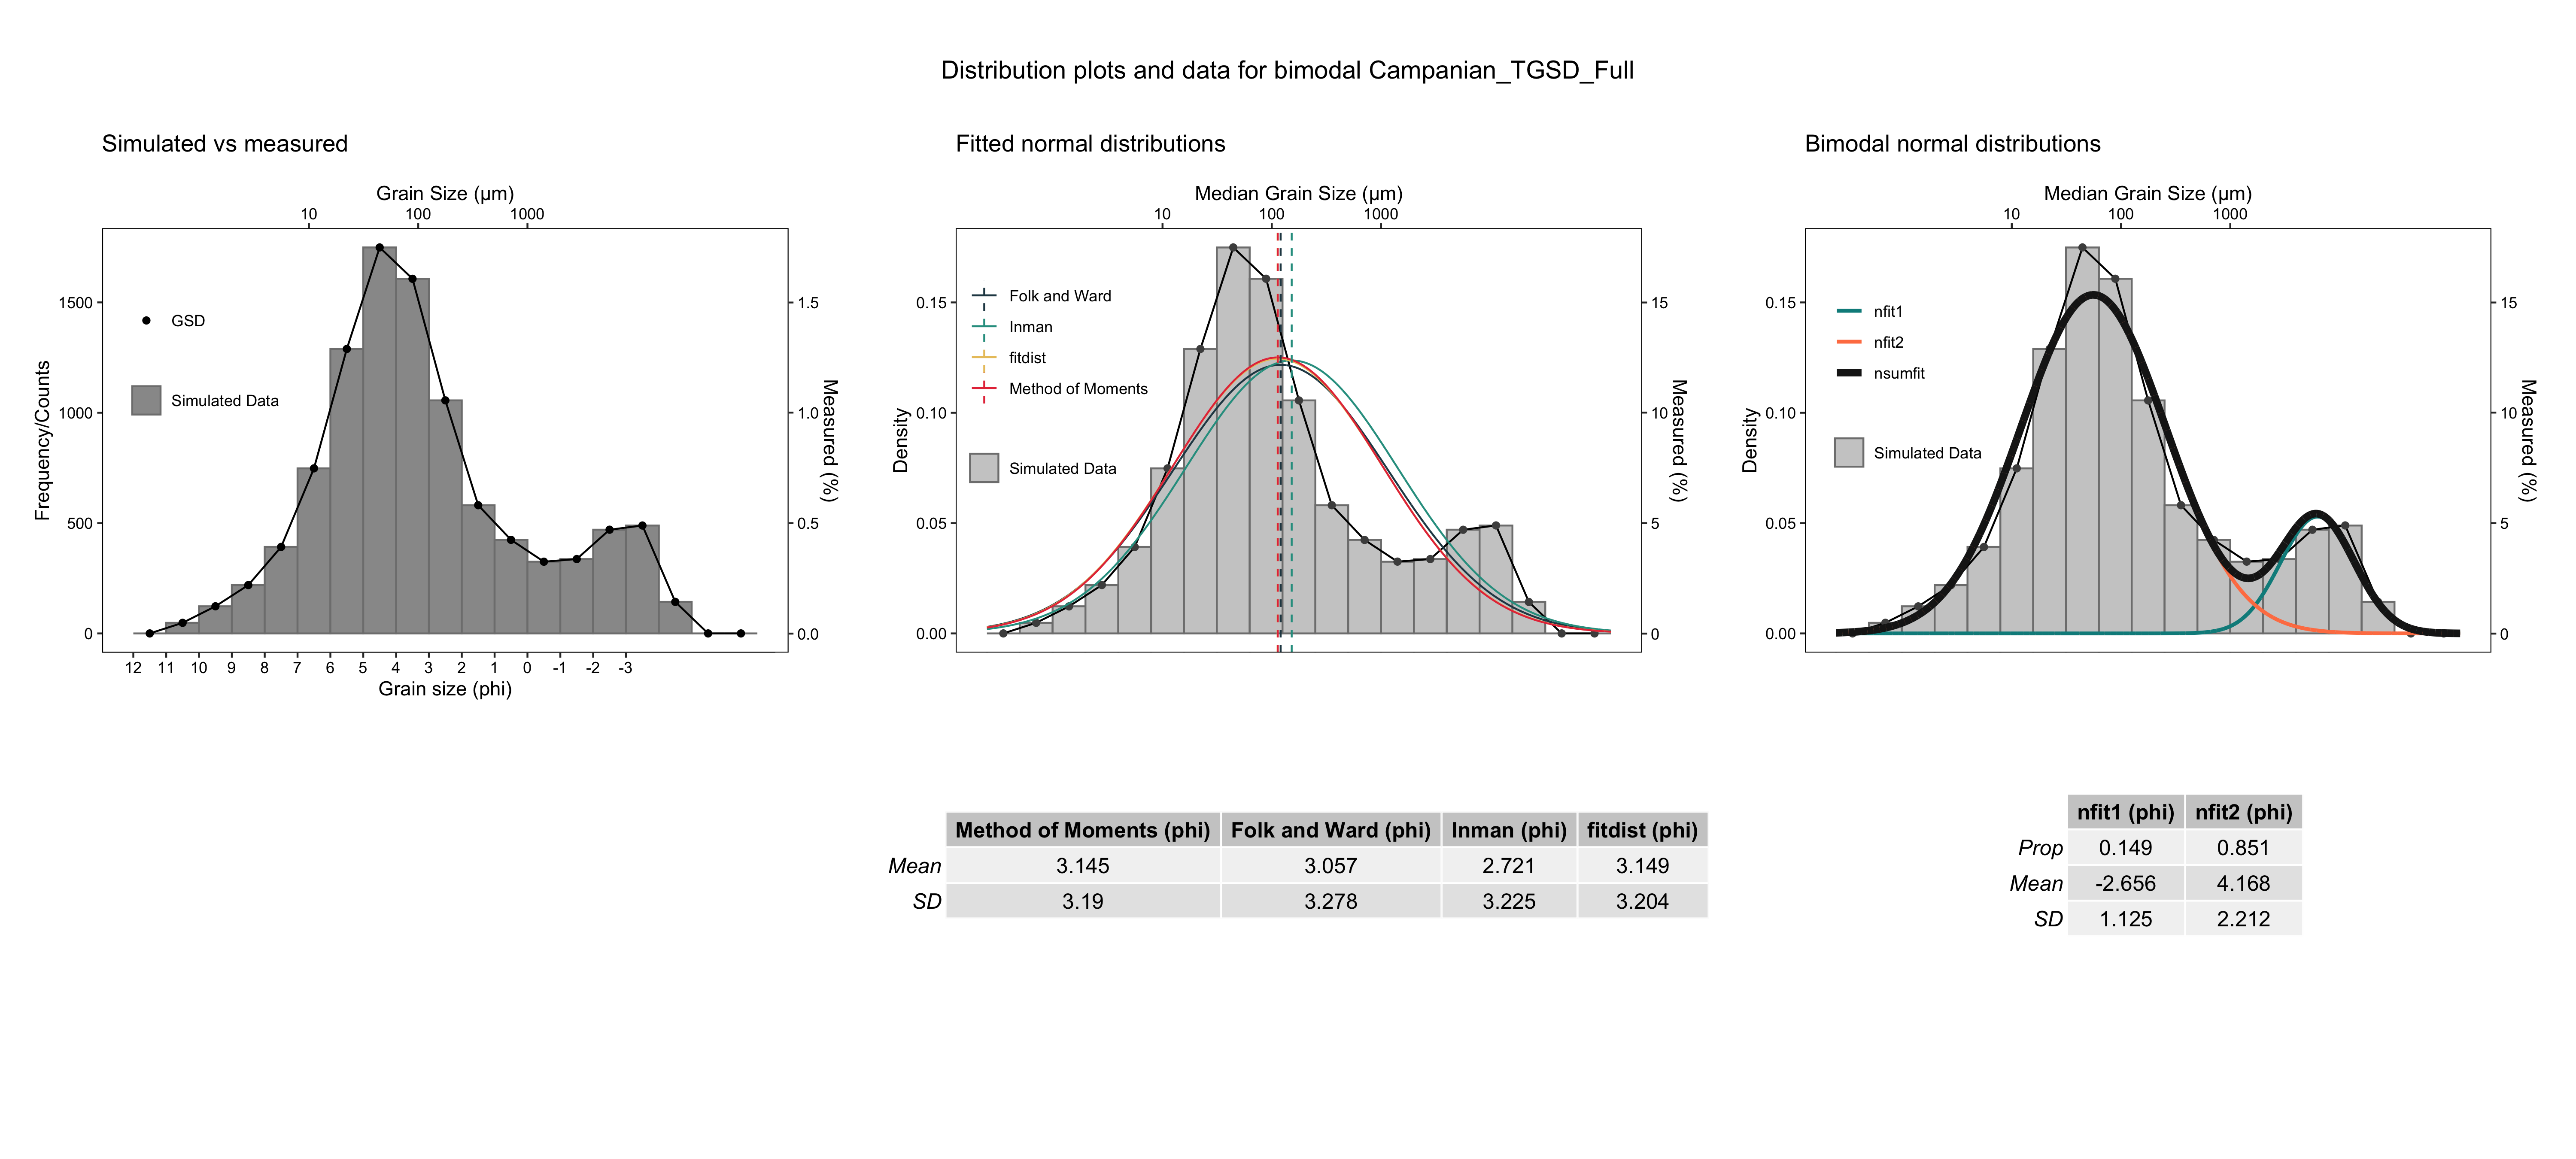 Distribution plots and data for bimodal Campanian_TGSD_Full
Simulated vs measured
Grain Size (µm)
10 100 1000
Frequency/Counts
1500
1000
500
0
GSD
Simulated Data
1.5
1.0
0.5
0.0
Measured (%)
12 11 10 9 8 7 6 5 4 3 2 1 0 -1 -2 -3
Grain size (phi)
Fitted normal distributions
Median Grain Size (µm)
10 100 1000
Density
0.15
0.10
0.05
0.00
Folk and Ward
Inman
fitdist
Method of Moments
Simulated Data
15
10
5
0
Measured (%)
Bimodal normal distributions
Median Grain Size (µm)
10 100 1000
Density
0.15
0.10
0.05
0.00
nfit1
nfit2
nsumfit
Simulated Data
15
10
5
0
Measured (%)
Method of Moments (phi) Folk and Ward (phi) Inman (phi) fitdist (phi)
Mean 3.145 3.057 2.721 3.149
SD 3.19 3.278 3.225 3.204
nfit1 (phi) nfit2 (phi)
Prop 0.149 0.851
Mean -2.656 4.168
SD 1.125 2.212